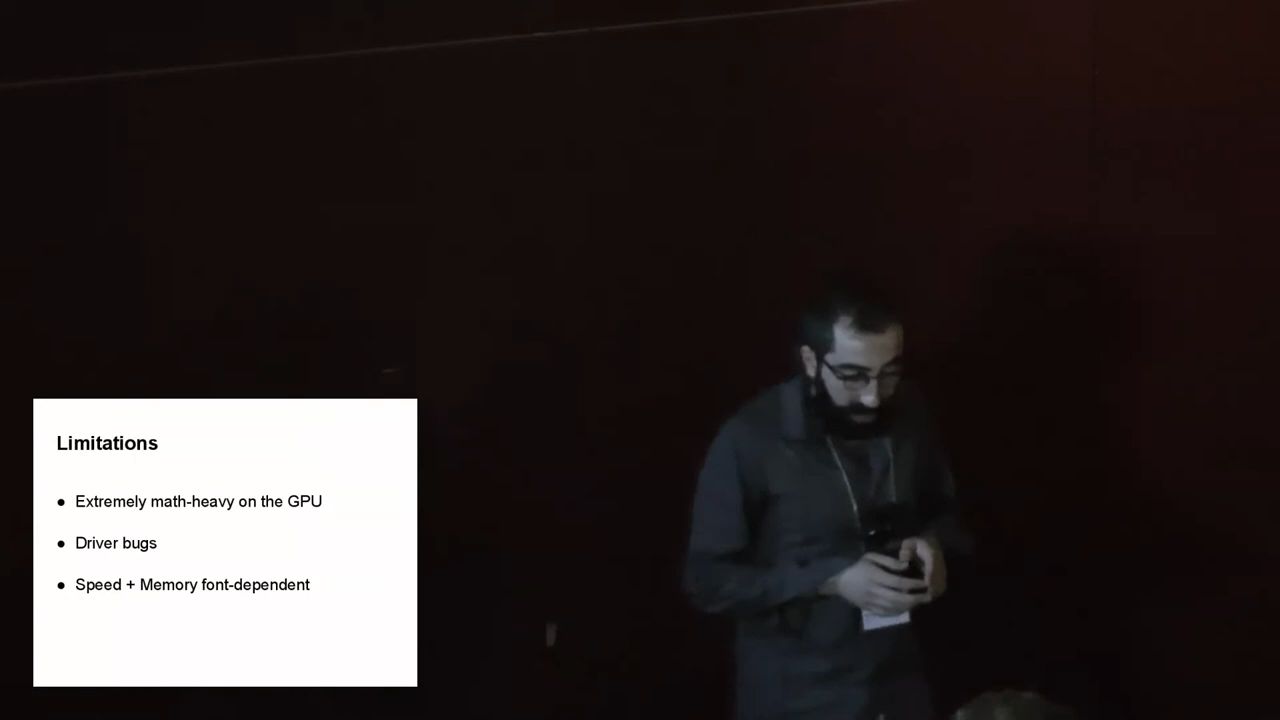 Limitations
● Extremely math-heavy on the GPU
● Driver bugs
● Speed + Memory font-dependent